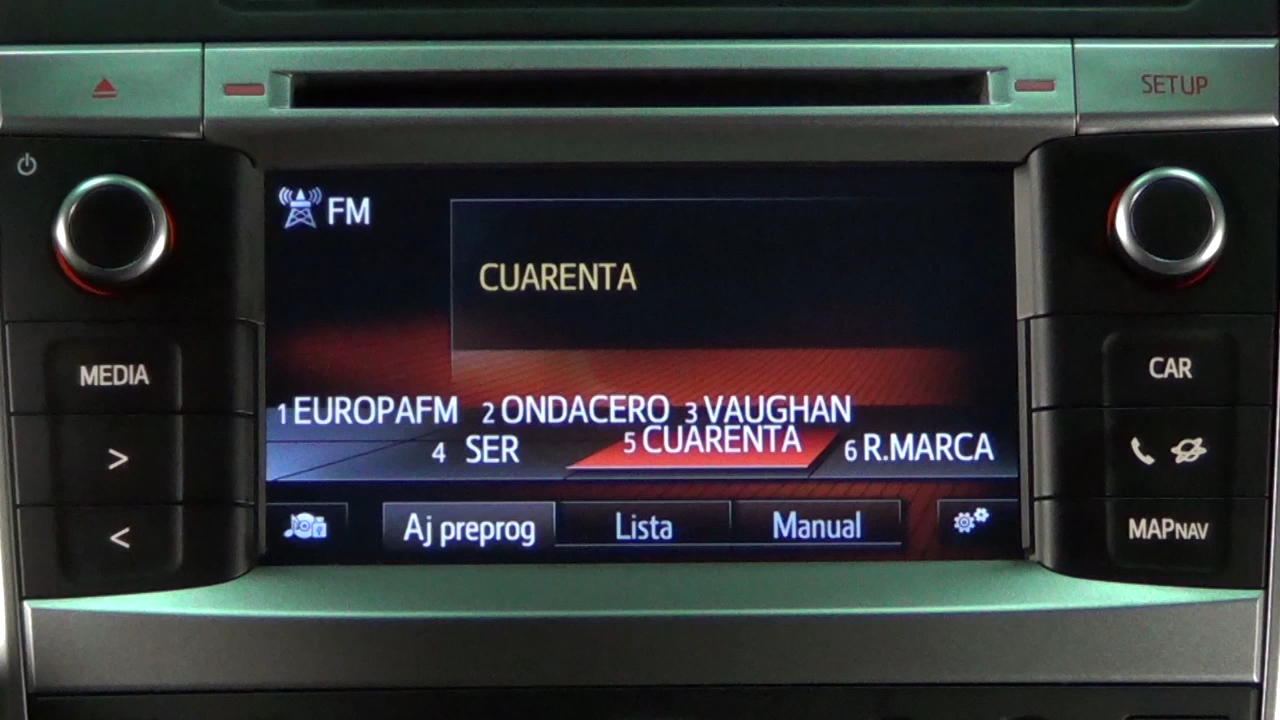 SETUP
FM
CUARENTA
MEDIA
CAR
1 EUROPAFM 2 ONDACERO 3 VAUGHAN
4 SER 5 CUARENTA 6 R.MARCA
>
<
Aj preprog Lista Manual
MAPNAV